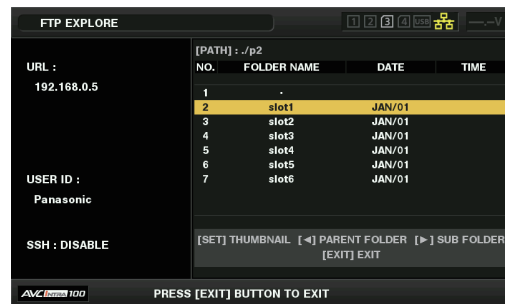 FTP EXPLORE
1 2 3 4 USB --.-V
[PATH] : ./p2
URL :
192.168.0.5
NO. FOLDER NAME DATE TIME
1 .
2 slot1 JAN/01
3 slot2 JAN/01
4 slot3 JAN/01
5 slot4 JAN/01
6 slot5 JAN/01
7 slot6 JAN/01
USER ID :
Panasonic
SSH : DISABLE
[SET] THUMBNAIL [◄] PARENT FOLDER [►] SUB FOLDER
[EXIT] EXIT
AVC INTRA 100
PRESS [EXIT] BUTTON TO EXIT